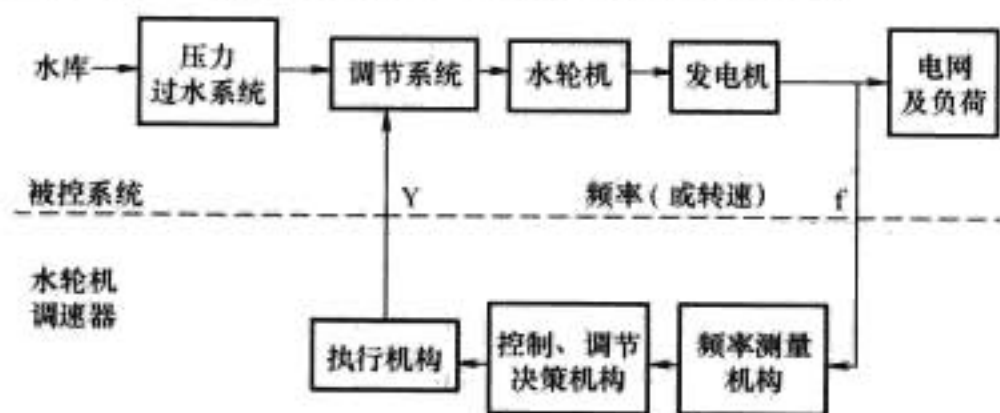 水库
压力
过水系统
调节系统
水轮机
发电机
电网
及负荷
被控系统
Y
频率(或转速)
f
水轮机
调速器
执行机构
控制、调节
决策机构
频率测量
机构